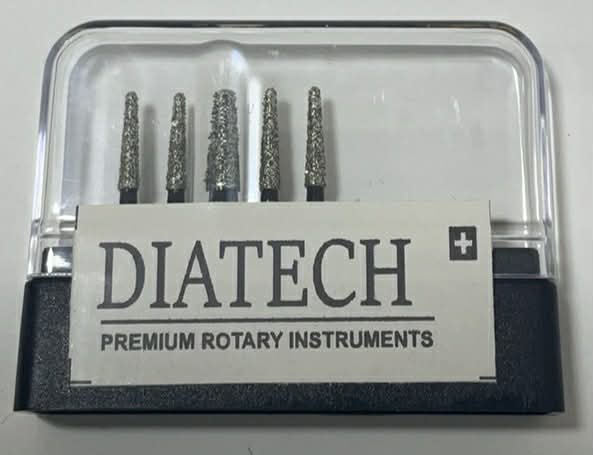 DIATECH
PREMIUM ROTARY INSTRUMENTS